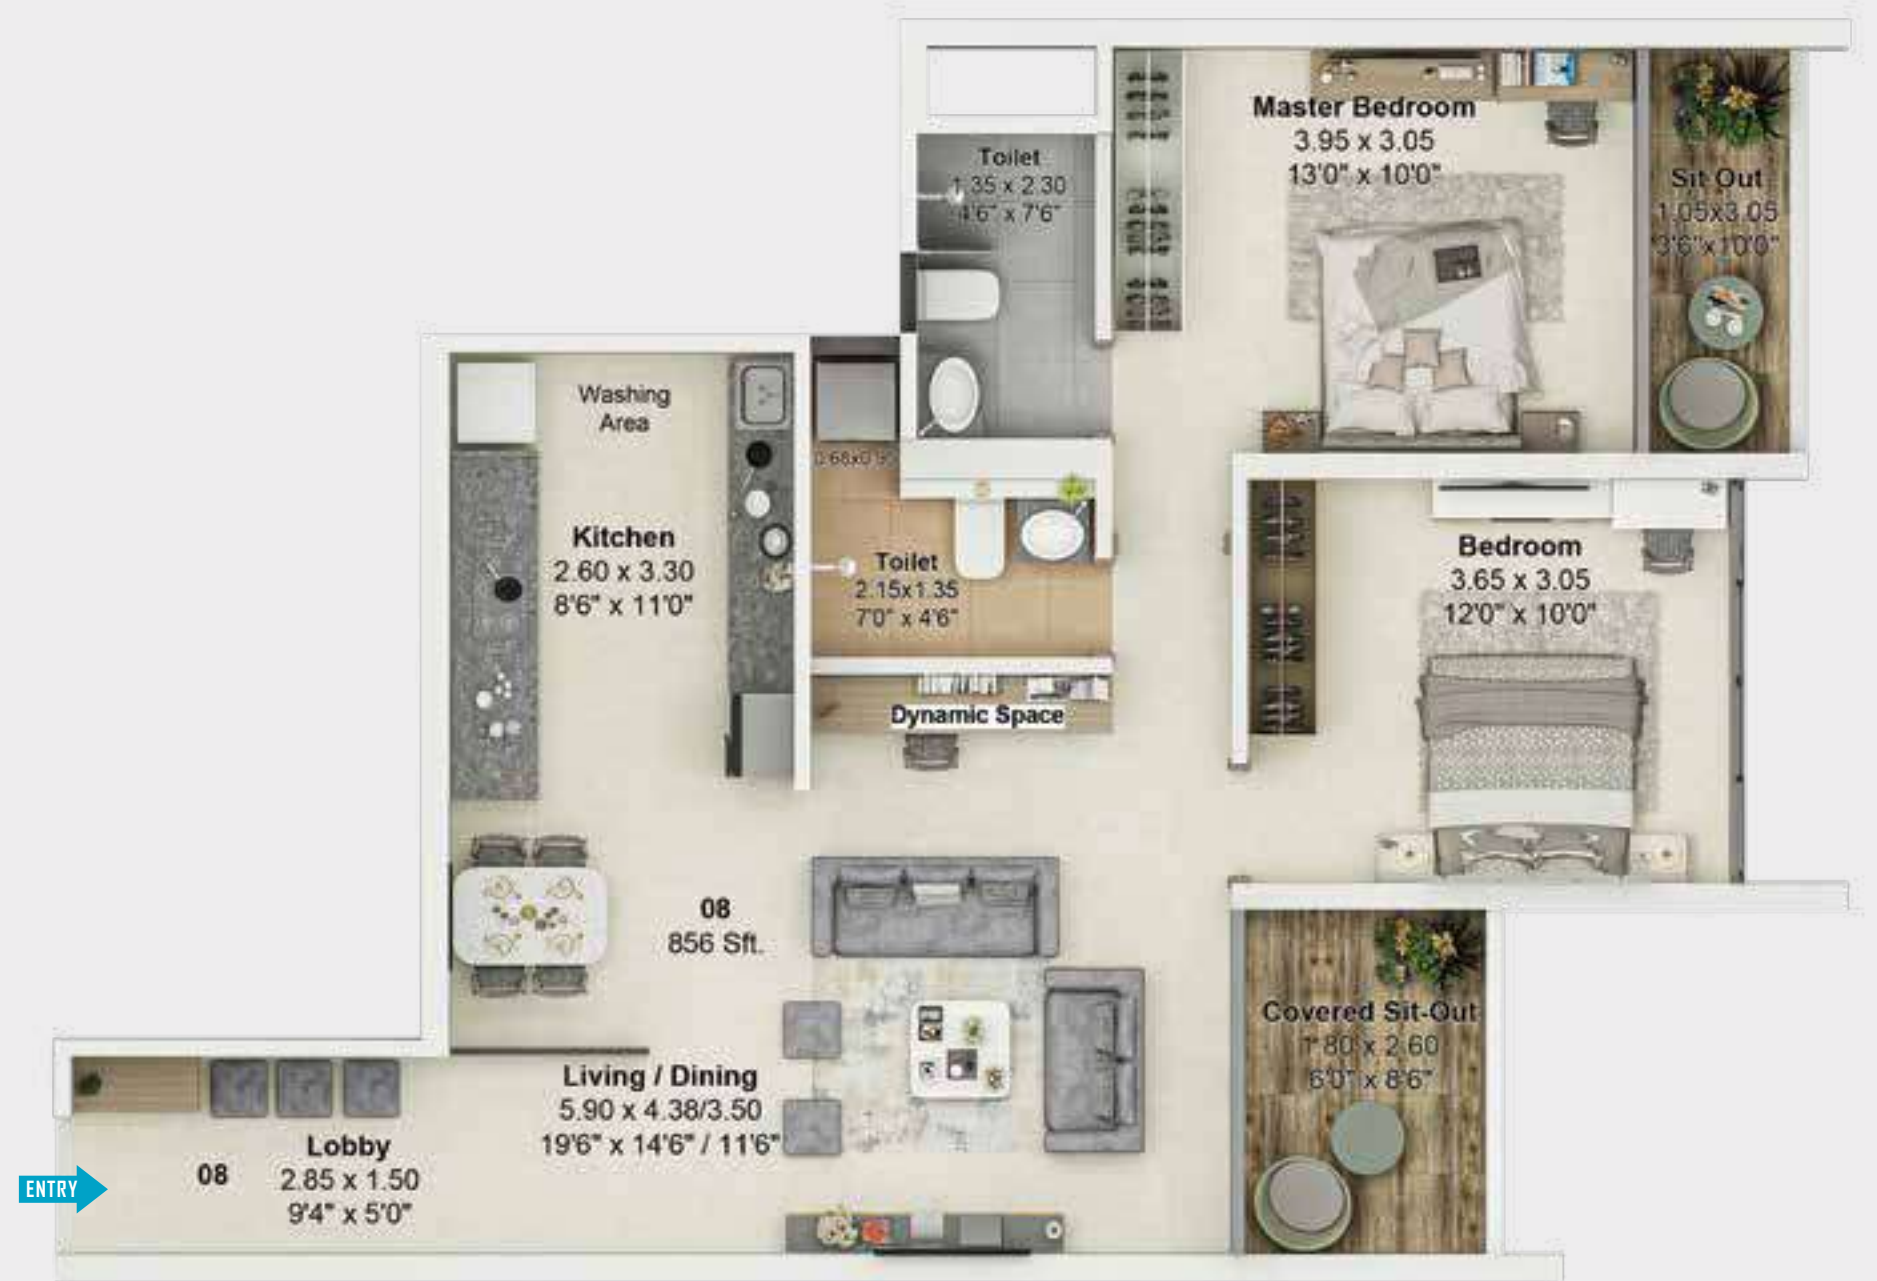 Master Bedroom
3.95 x 3.05
13'0" x 10'0"
Toilet
1.35 x 2.30
4'6" x 7'6"
Sit Out
1.05x3.05
3'6"x10'0"
Washing
Area
Kitchen
2.60 x 3.30
8'6" x 11'0"
Toilet
2.15x1.35
7'0" x 4'6"
Bedroom
3.65 x 3.05
12'0" x 10'0"
Dynamic Space
08
856 Sft.
Covered Sit-Out
1.80 x 2.60
6'0" x 8'6"
Living / Dining
5.90 x 4.38/3.50
19'6" x 14'6" / 11'6"
Lobby
2.85 x 1.50
9'4" x 5'0"
08
ENTRY